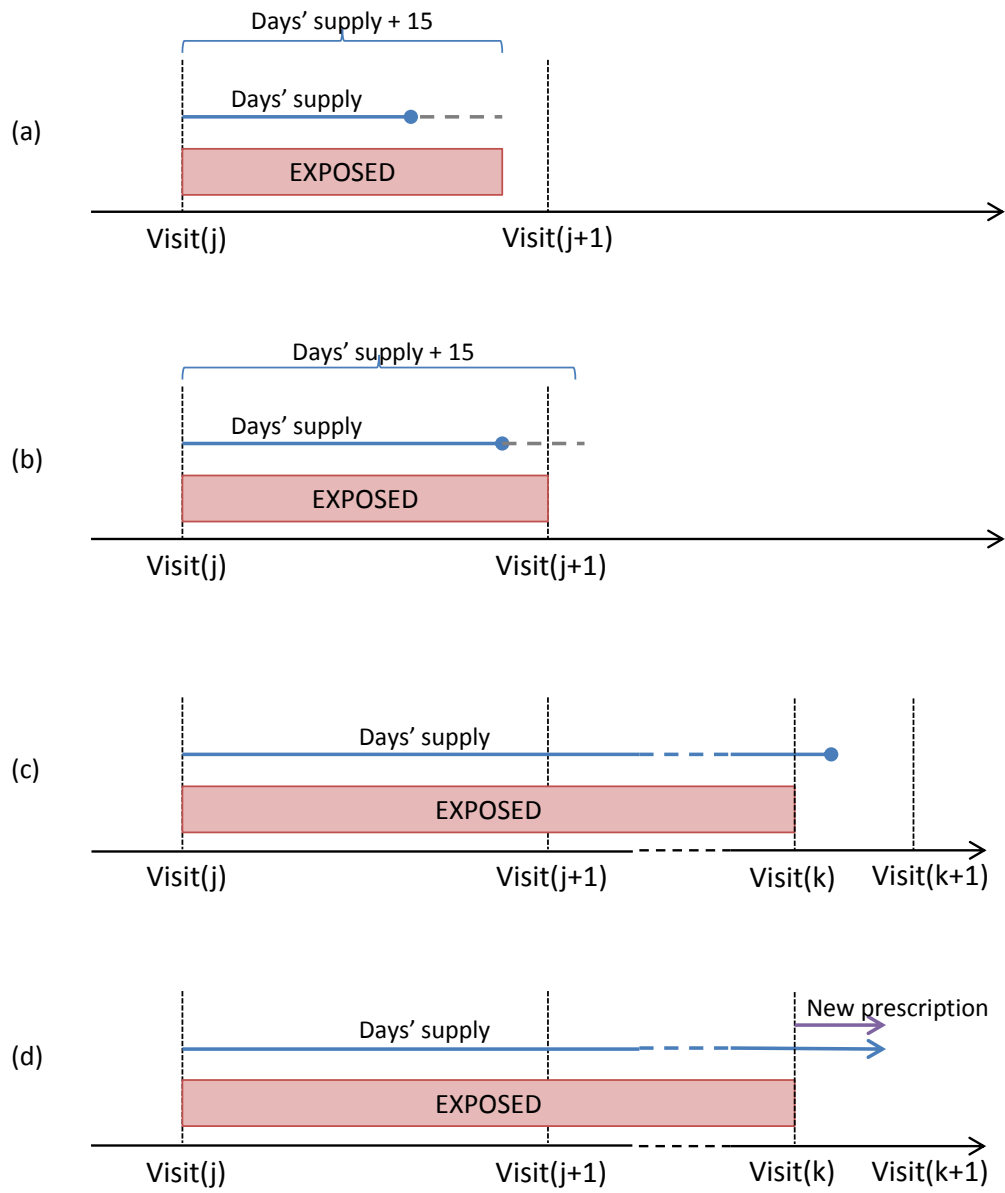 Days’ supply + 15
Days’ supply
(a)
EXPOSED
Visit(j) Visit(j+1)
Days’ supply + 15
Days’ supply
(b)
EXPOSED
Visit(j) Visit(j+1)
Days’ supply
(c)
EXPOSED
Visit(j) Visit(j+1) Visit(k) Visit(k+1)
New prescription
Days’ supply
(d)
EXPOSED
Visit(j) Visit(j+1) Visit(k) Visit(k+1)